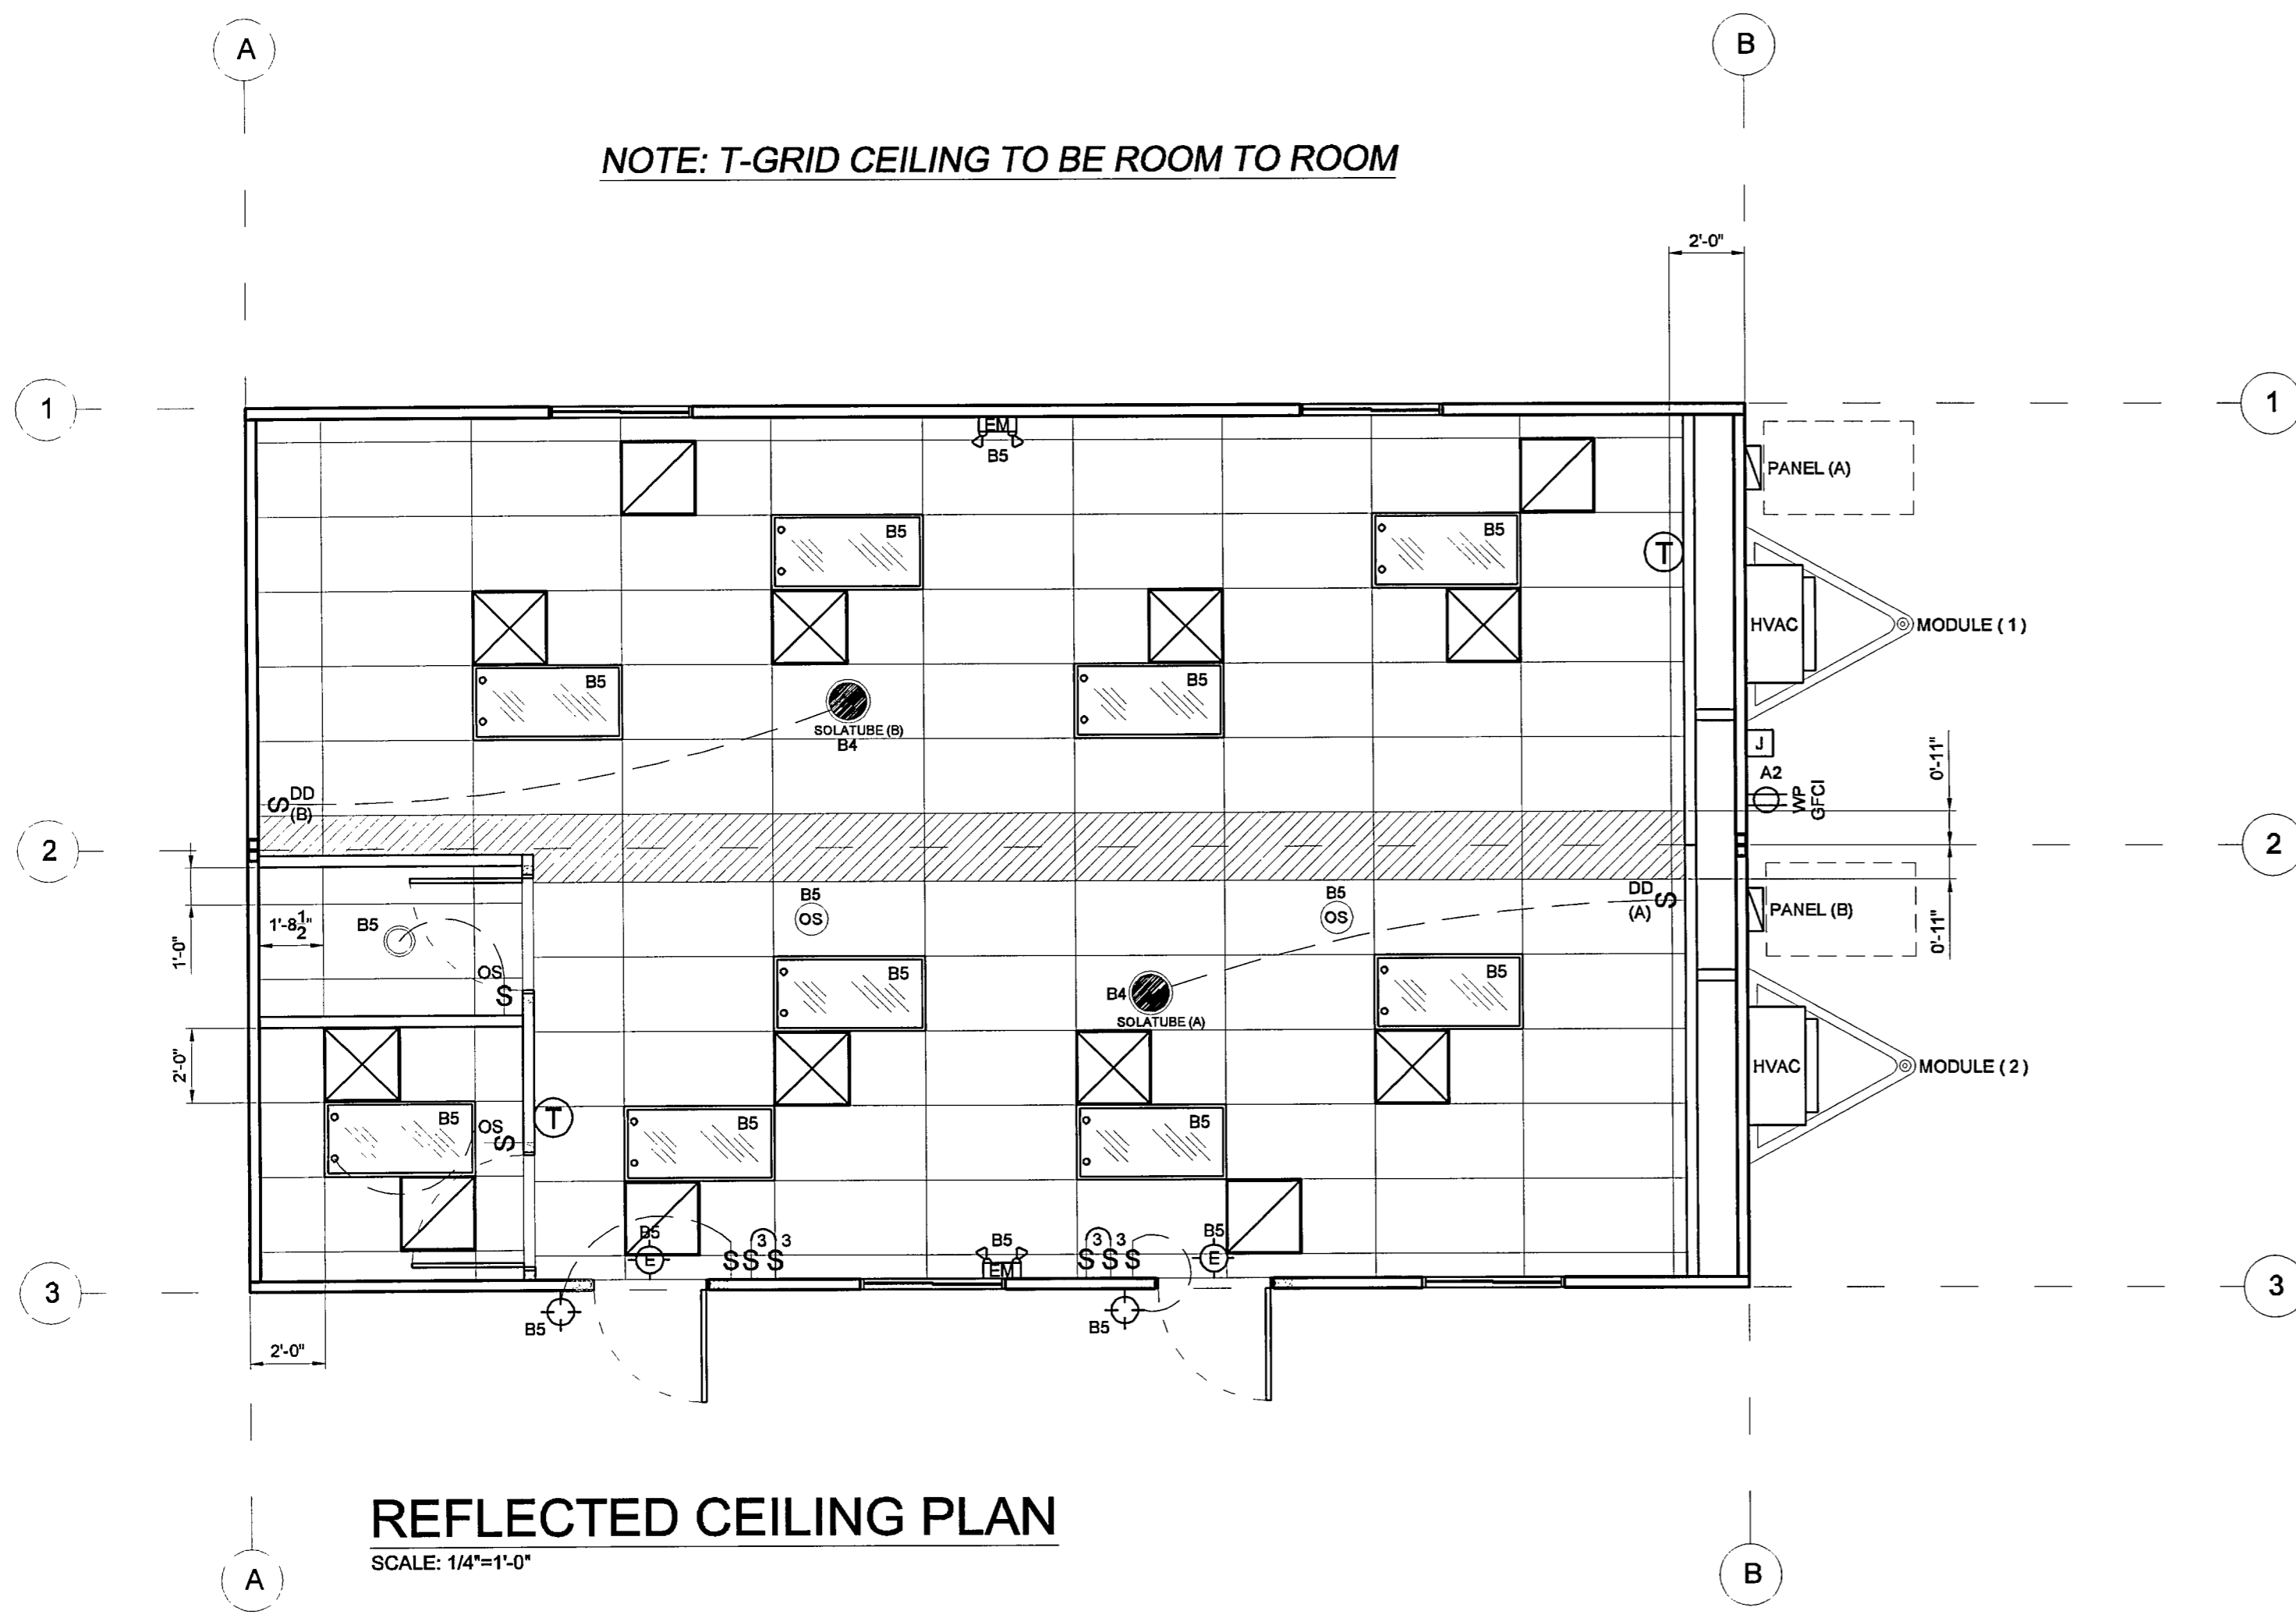 A
B
NOTE: T-GRID CEILING TO BE ROOM TO ROOM
2'-0"
1
1
EM
B5
PANEL (A)
B5
B5
T
HVAC
MODULE ( 1 )
B5
B5
SOLATUBE (B)
B4
J
A2
WP
GFCI
0'-11"
S DD
(B)
2
2
1'-0"
1'-8 1/2"
B5
OS
S
B5
OS
B5
OS
DD
(A) S
PANEL (B)
0'-11"
B5
B5
B4
SOLATUBE (A)
2'-0"
HVAC
MODULE ( 2 )
B5
OS
S
T
B5
B5
B5
E
3 3
S S S
B5
EM
3 3
S S S
B5
E
3
3
B5
B5
2'-0"
REFLECTED CEILING PLAN
SCALE: 1/4"=1'-0"
A
B